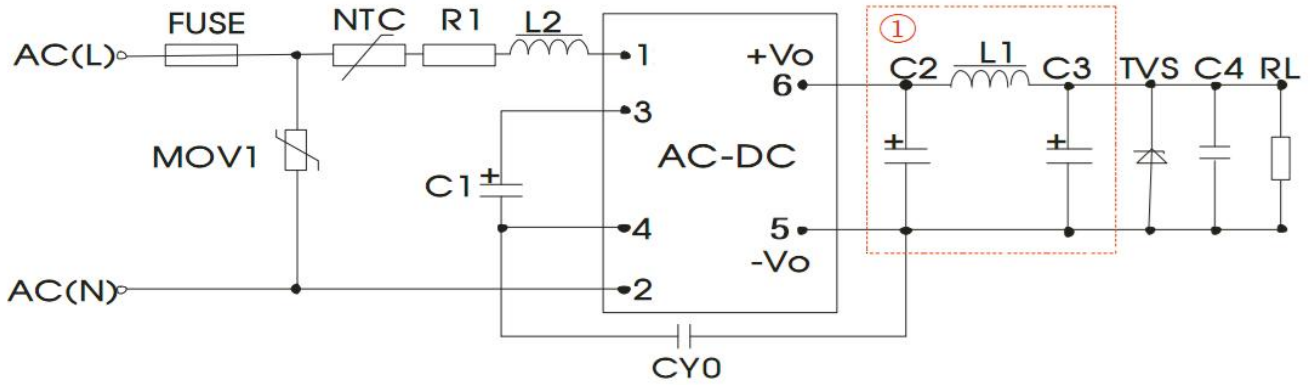 FUSE NTC R1 L2
AC(L)
MOV1
AC(N)
1
3
C1
4
2
AC-DC
+Vo
6
5
-Vo
CY0
①
C2 L1 C3 TVS C4 RL
+
+
+